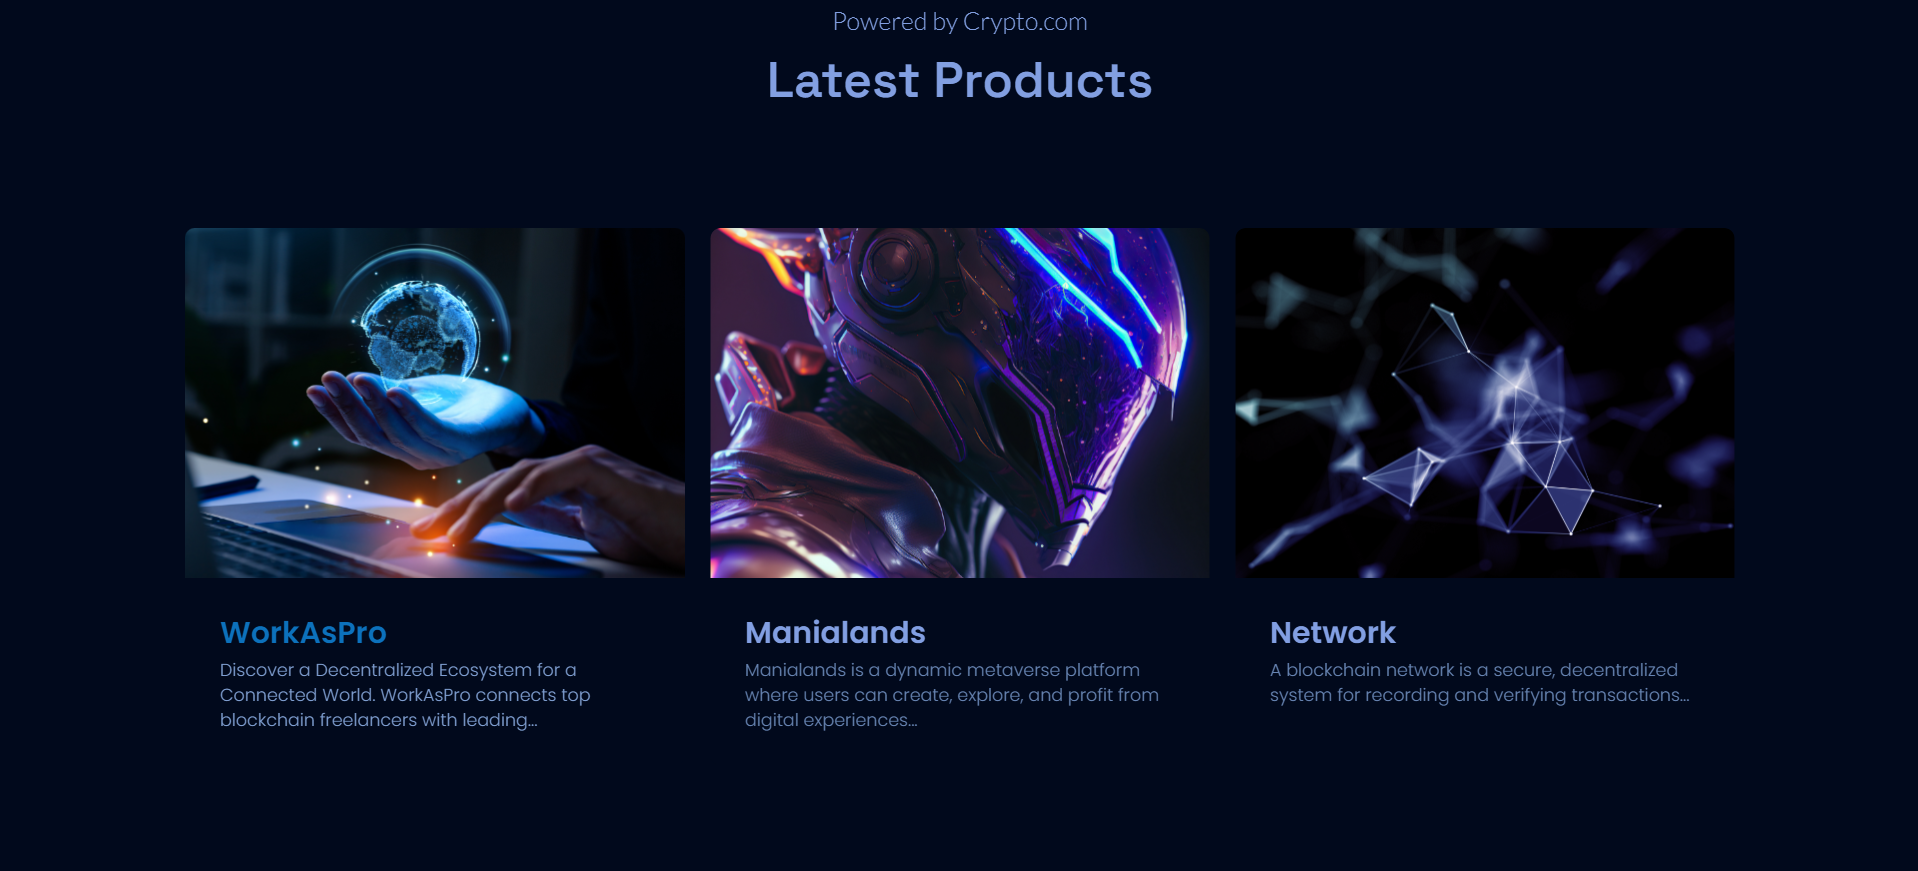 Powered by Crypto.com
Latest Products
WorkAsPro
Discover a Decentralized Ecosystem for a
Connected World. WorkAsPro connects top
blockchain freelancers with leading...
Manialands
Manialands is a dynamic metaverse platform
where users can create, explore, and profit from
digital experiences...
Network
A blockchain network is a secure, decentralized
system for recording and verifying transactions...